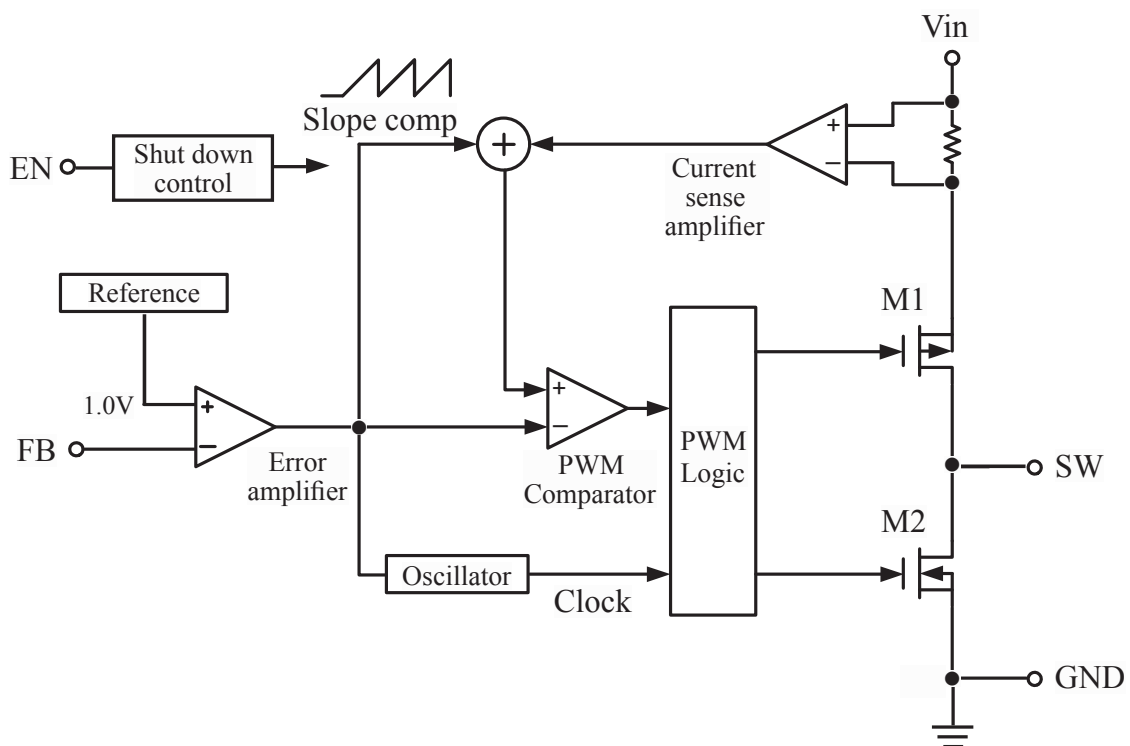 Vin
Slope comp
EN
Shut down
control
+
+
−
Current
sense
amplifier
Reference
M1
1.0V
+
−
FB
Error
amplifier
+
−
PWM
Comparator
PWM
Logic
SW
M2
Oscillator
Clock
GND